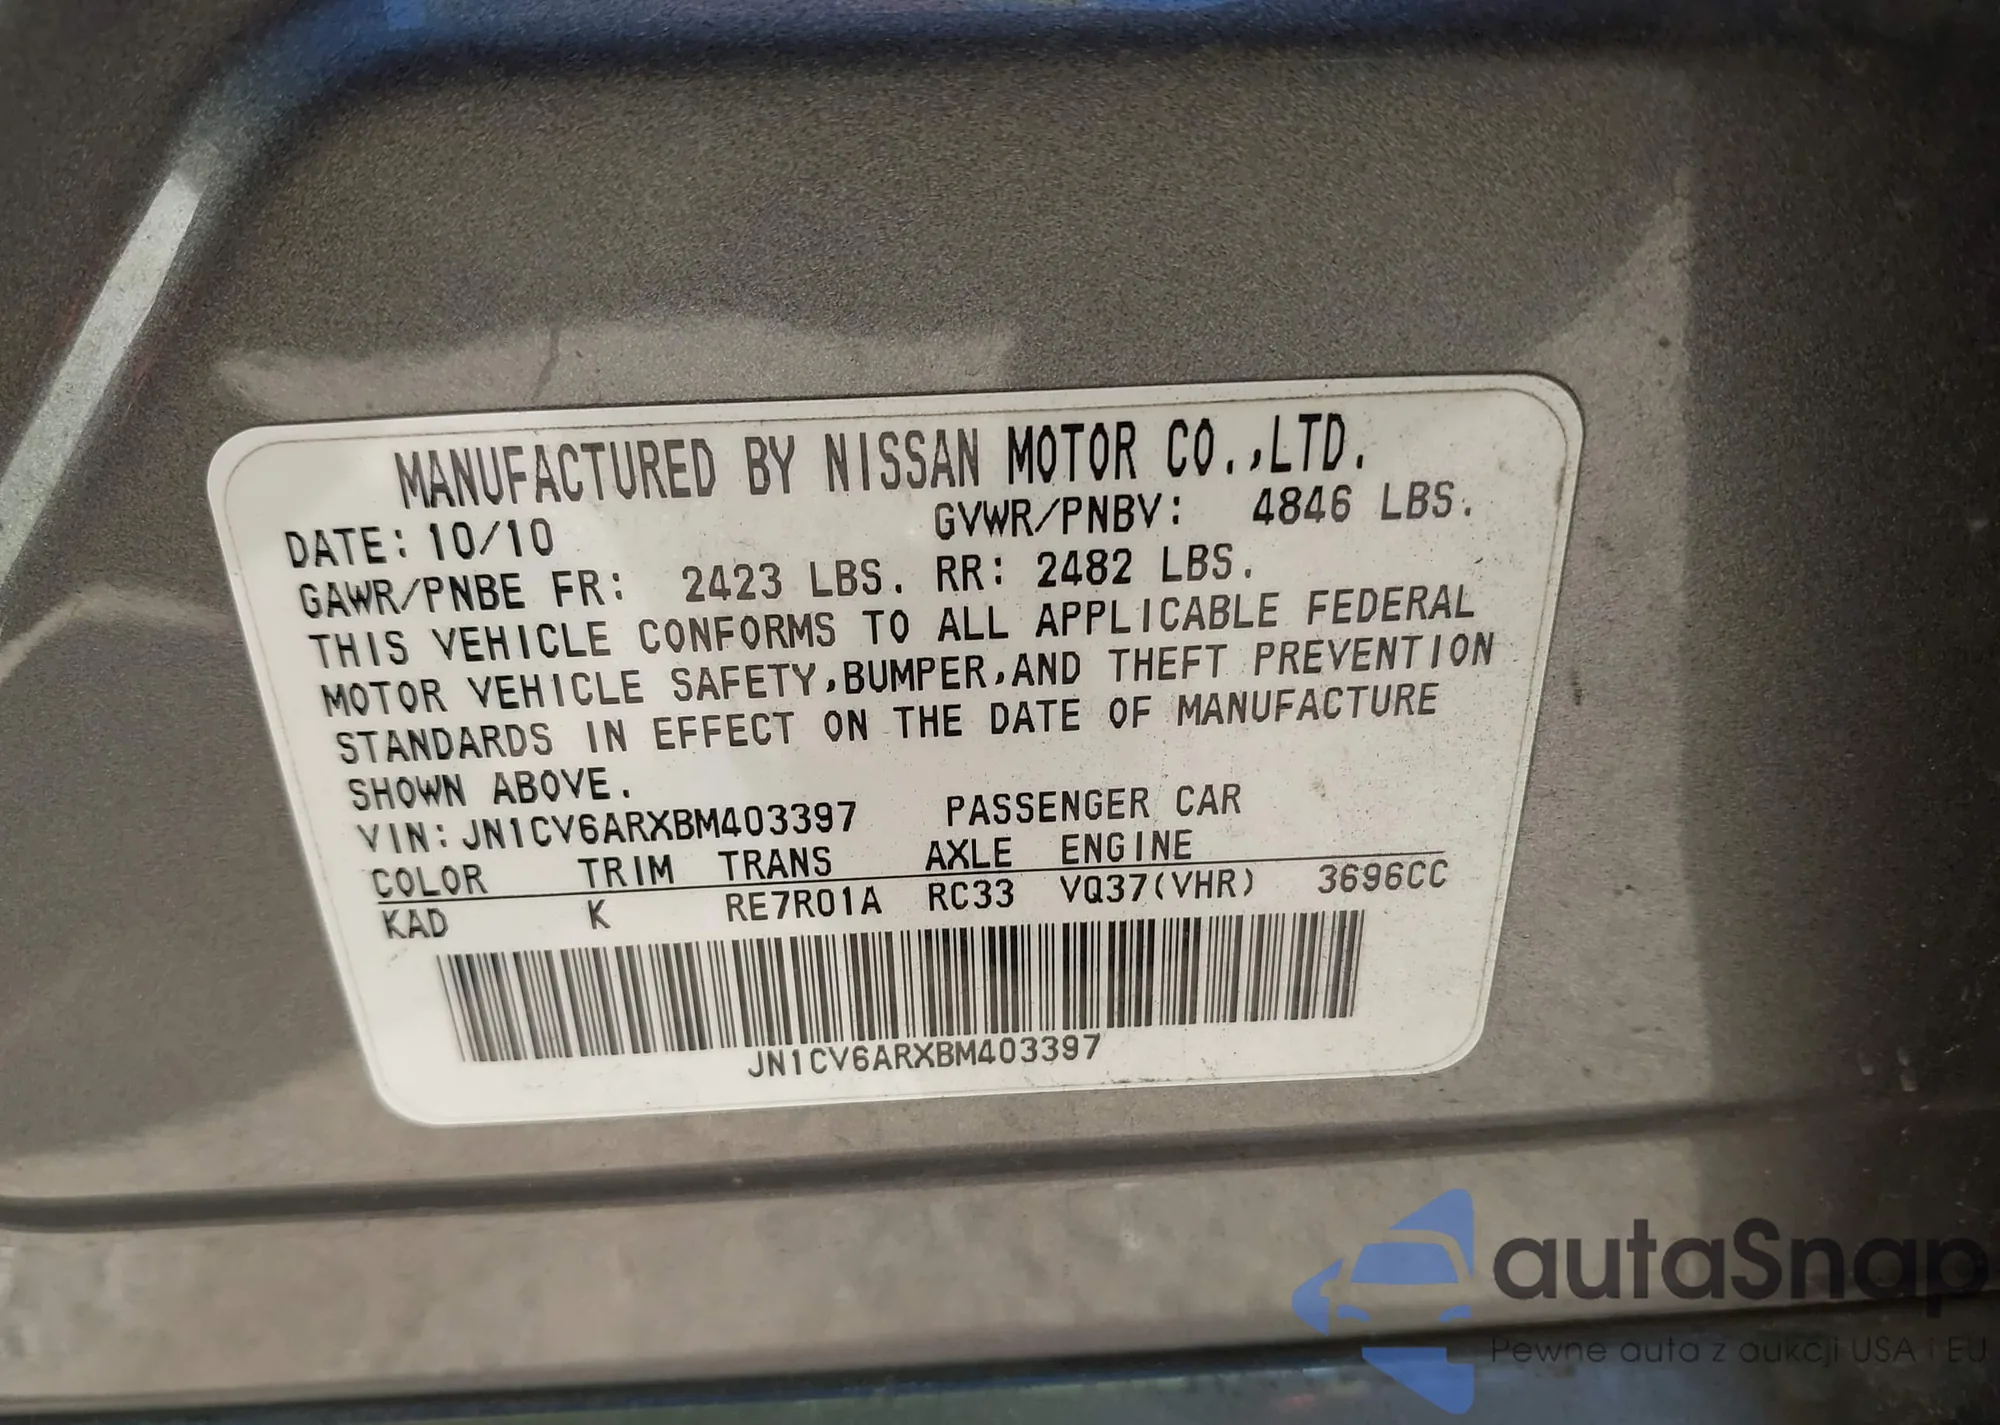 MANUFACTURED BY NISSAN MOTOR CO.,LTD.
DATE: 10/10 GVWR/PNBV: 4846 LBS.
GAWR/PNBE FR: 2423 LBS. RR: 2482 LBS.
THIS VEHICLE CONFORMS TO ALL APPLICABLE FEDERAL
MOTOR VEHICLE SAFETY,BUMPER,AND THEFT PREVENTION
STANDARDS IN EFFECT ON THE DATE OF MANUFACTURE
SHOWN ABOVE.
VIN: JN1CV6ARXBM403397 PASSENGER CAR
COLOR TRIM TRANS AXLE ENGINE
KAD K RE7R01A RC33 VQ37(VHR) 3696CC
JN1CV6ARXBM403397
autaSnap
Pewne auta z aukcji USA i EU